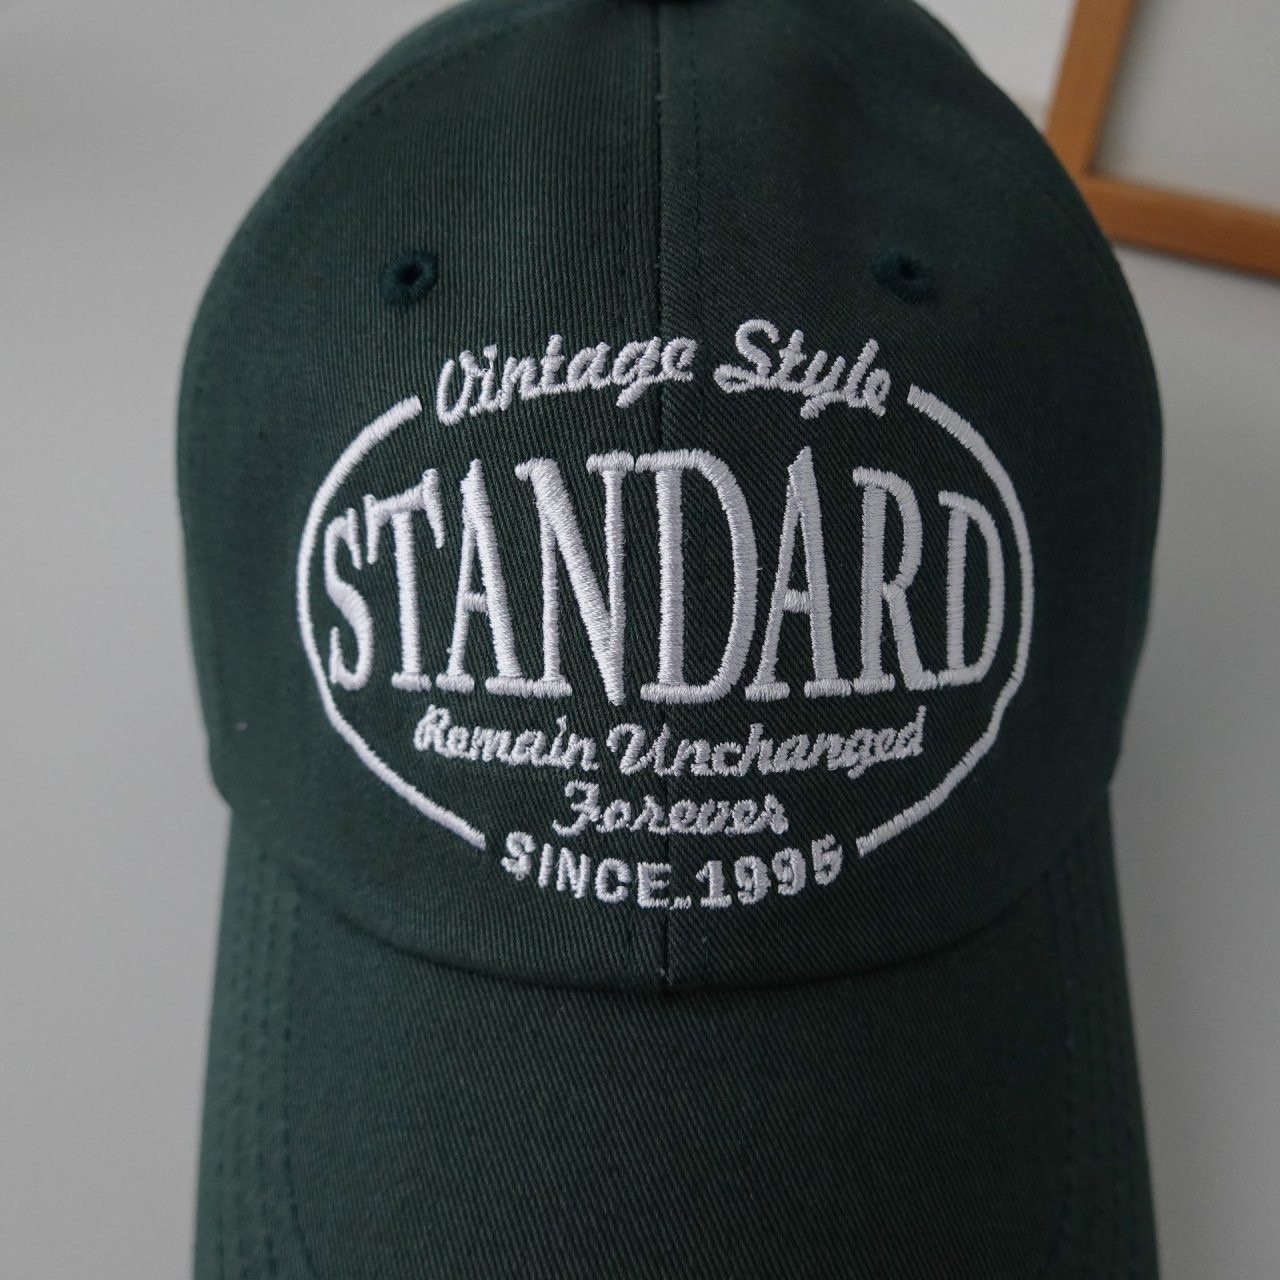 Vintage Style
STANDARD
Remain Unchanged
Forever
SINCE.1995